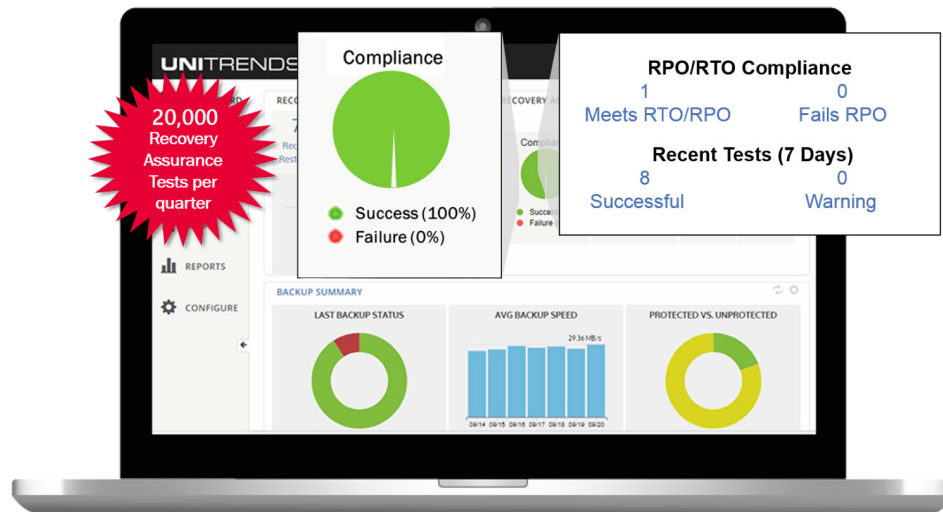 UNITRENDS
20,000
Recovery
Assurance
Tests per
quarter
Compliance
Success (100%)
Failure (0%)
RPO/RTO Compliance
1 0
Meets RTO/RPO Fails RPO
Recent Tests (7 Days)
8 0
Successful Warning
REPORTS
CONFIGURE
BACKUP SUMMARY
LAST BACKUP STATUS
AVG BACKUP SPEED
29.36 MB/s
09/14 09/15 09/16 09/17 09/18 09/19 09/20
PROTECTED VS. UNPROTECTED